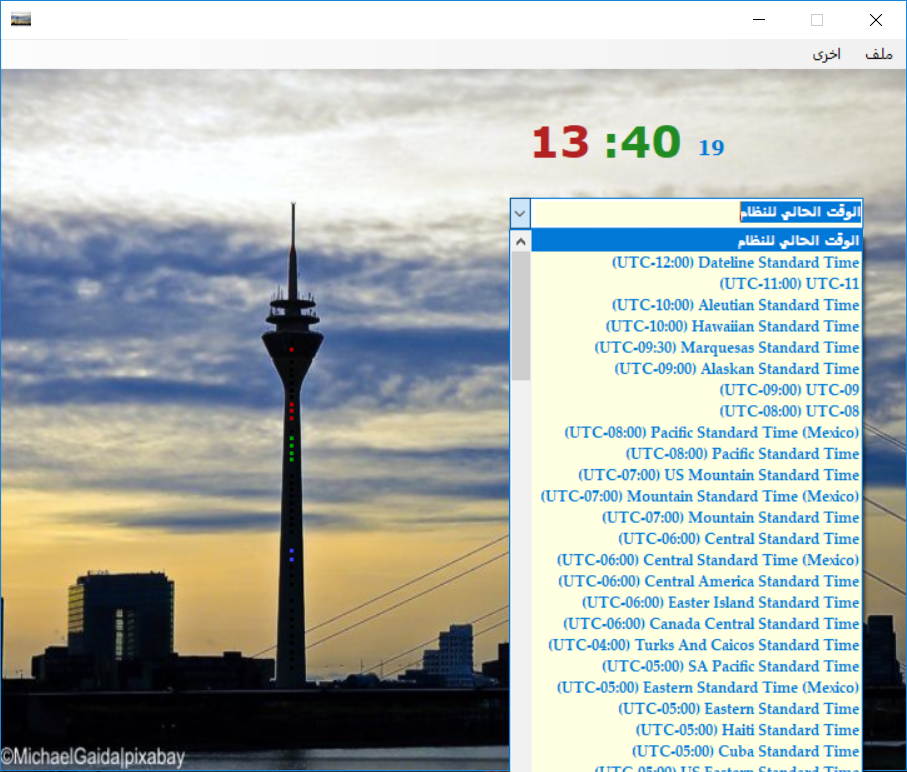 ملف
اخرى
13 :40 19
الوقت الحالي للنظام
الوقت الحالي للنظام
(UTC-12:00) Dateline Standard Time
(UTC-11:00) UTC-11
(UTC-10:00) Aleutian Standard Time
(UTC-10:00) Hawaiian Standard Time
(UTC-09:30) Marquesas Standard Time
(UTC-09:00) Alaskan Standard Time
(UTC-09:00) UTC-09
(UTC-08:00) UTC-08
(UTC-08:00) Pacific Standard Time (Mexico)
(UTC-08:00) Pacific Standard Time
(UTC-07:00) US Mountain Standard Time
(UTC-07:00) Mountain Standard Time (Mexico)
(UTC-07:00) Mountain Standard Time
(UTC-06:00) Central Standard Time
(UTC-06:00) Central Standard Time (Mexico)
(UTC-06:00) Central America Standard Time
(UTC-06:00) Easter Island Standard Time
(UTC-06:00) Canada Central Standard Time
(UTC-04:00) Turks And Caicos Standard Time
(UTC-05:00) SA Pacific Standard Time
(UTC-05:00) Eastern Standard Time (Mexico)
(UTC-05:00) Eastern Standard Time
(UTC-05:00) Haiti Standard Time
(UTC-05:00) Cuba Standard Time
(UTC-05:00) US Eastern Standard Time
©MichaelGaida|pixabay